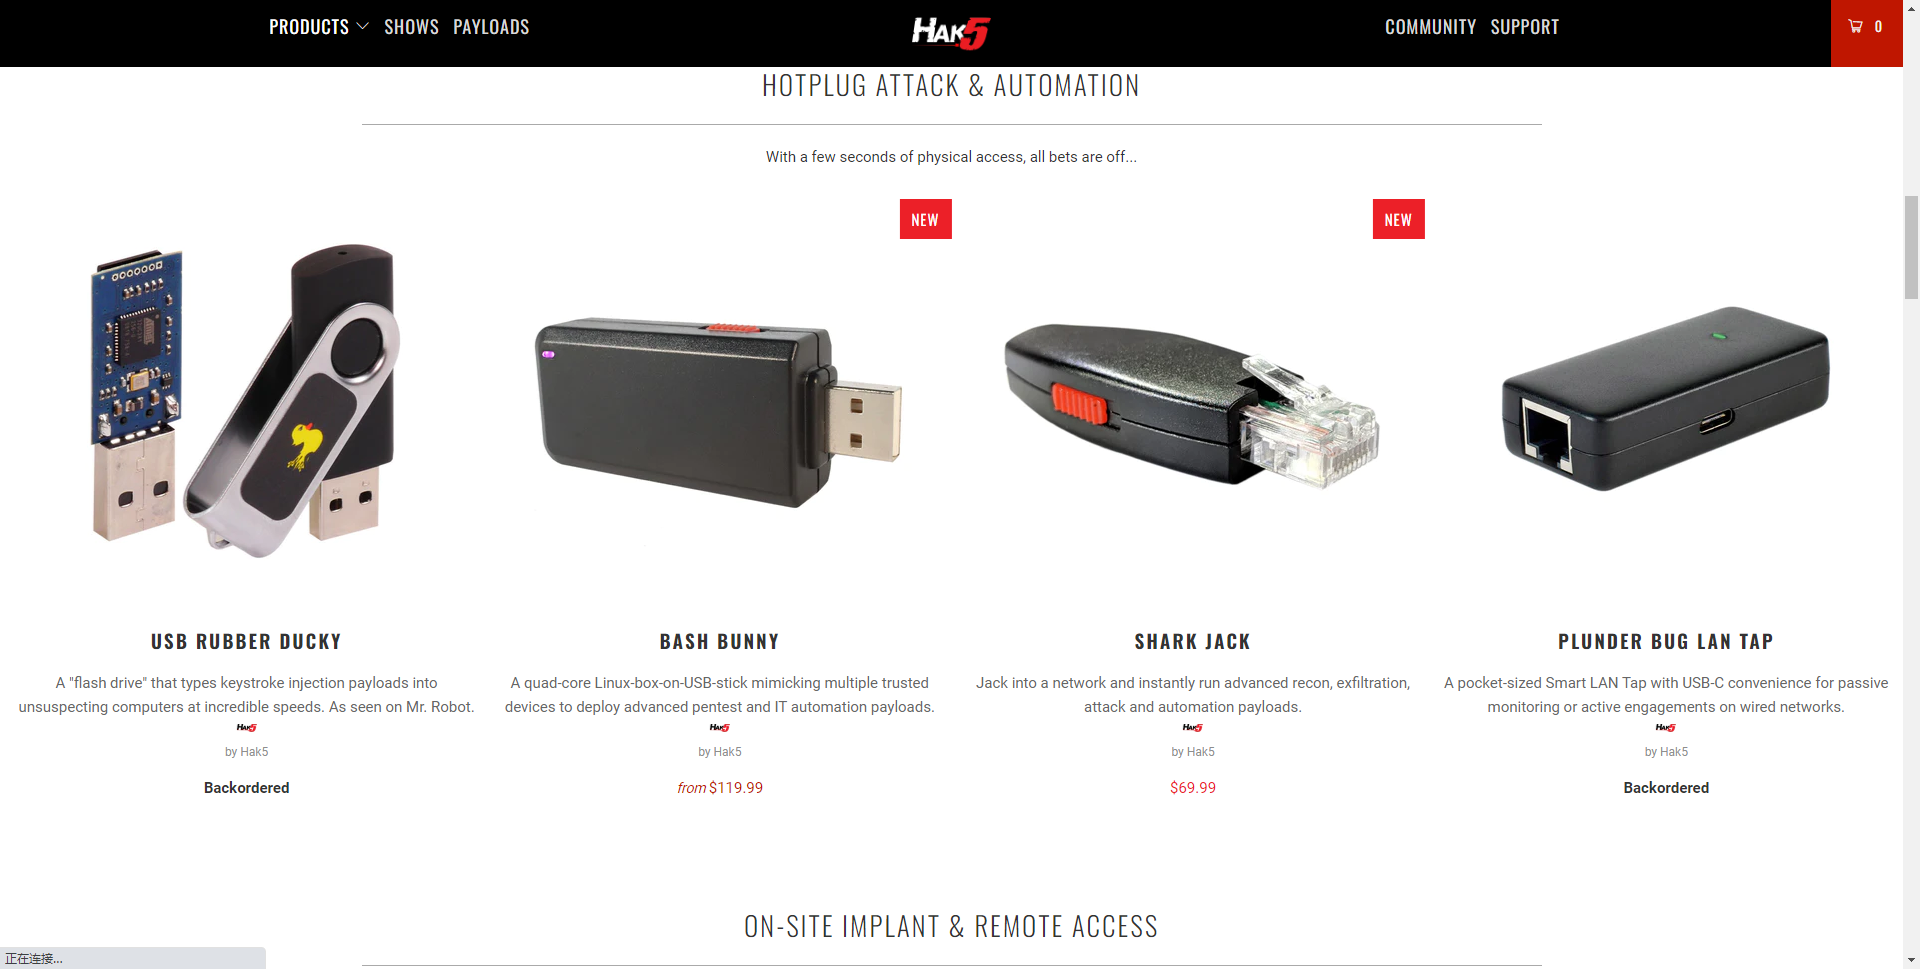 PRODUCTS SHOWS PAYLOADS
HAK5
COMMUNITY SUPPORT
0
HOTPLUG ATTACK & AUTOMATION
With a few seconds of physical access, all bets are off...
NEW
NEW
USB RUBBER DUCKY
A "flash drive" that types keystroke injection payloads into
unsuspecting computers at incredible speeds. As seen on Mr. Robot.
HAK5
by Hak5
Backordered
BASH BUNNY
A quad-core Linux-box-on-USB-stick mimicking multiple trusted
devices to deploy advanced pentest and IT automation payloads.
HAK5
by Hak5
from $119.99
SHARK JACK
Jack into a network and instantly run advanced recon, exfiltration,
attack and automation payloads.
HAK5
by Hak5
$69.99
PLUNDER BUG LAN TAP
A pocket-sized Smart LAN Tap with USB-C convenience for passive
monitoring or active engagements on wired networks.
HAK5
by Hak5
Backordered
ON-SITE IMPLANT & REMOTE ACCESS
正在连接...